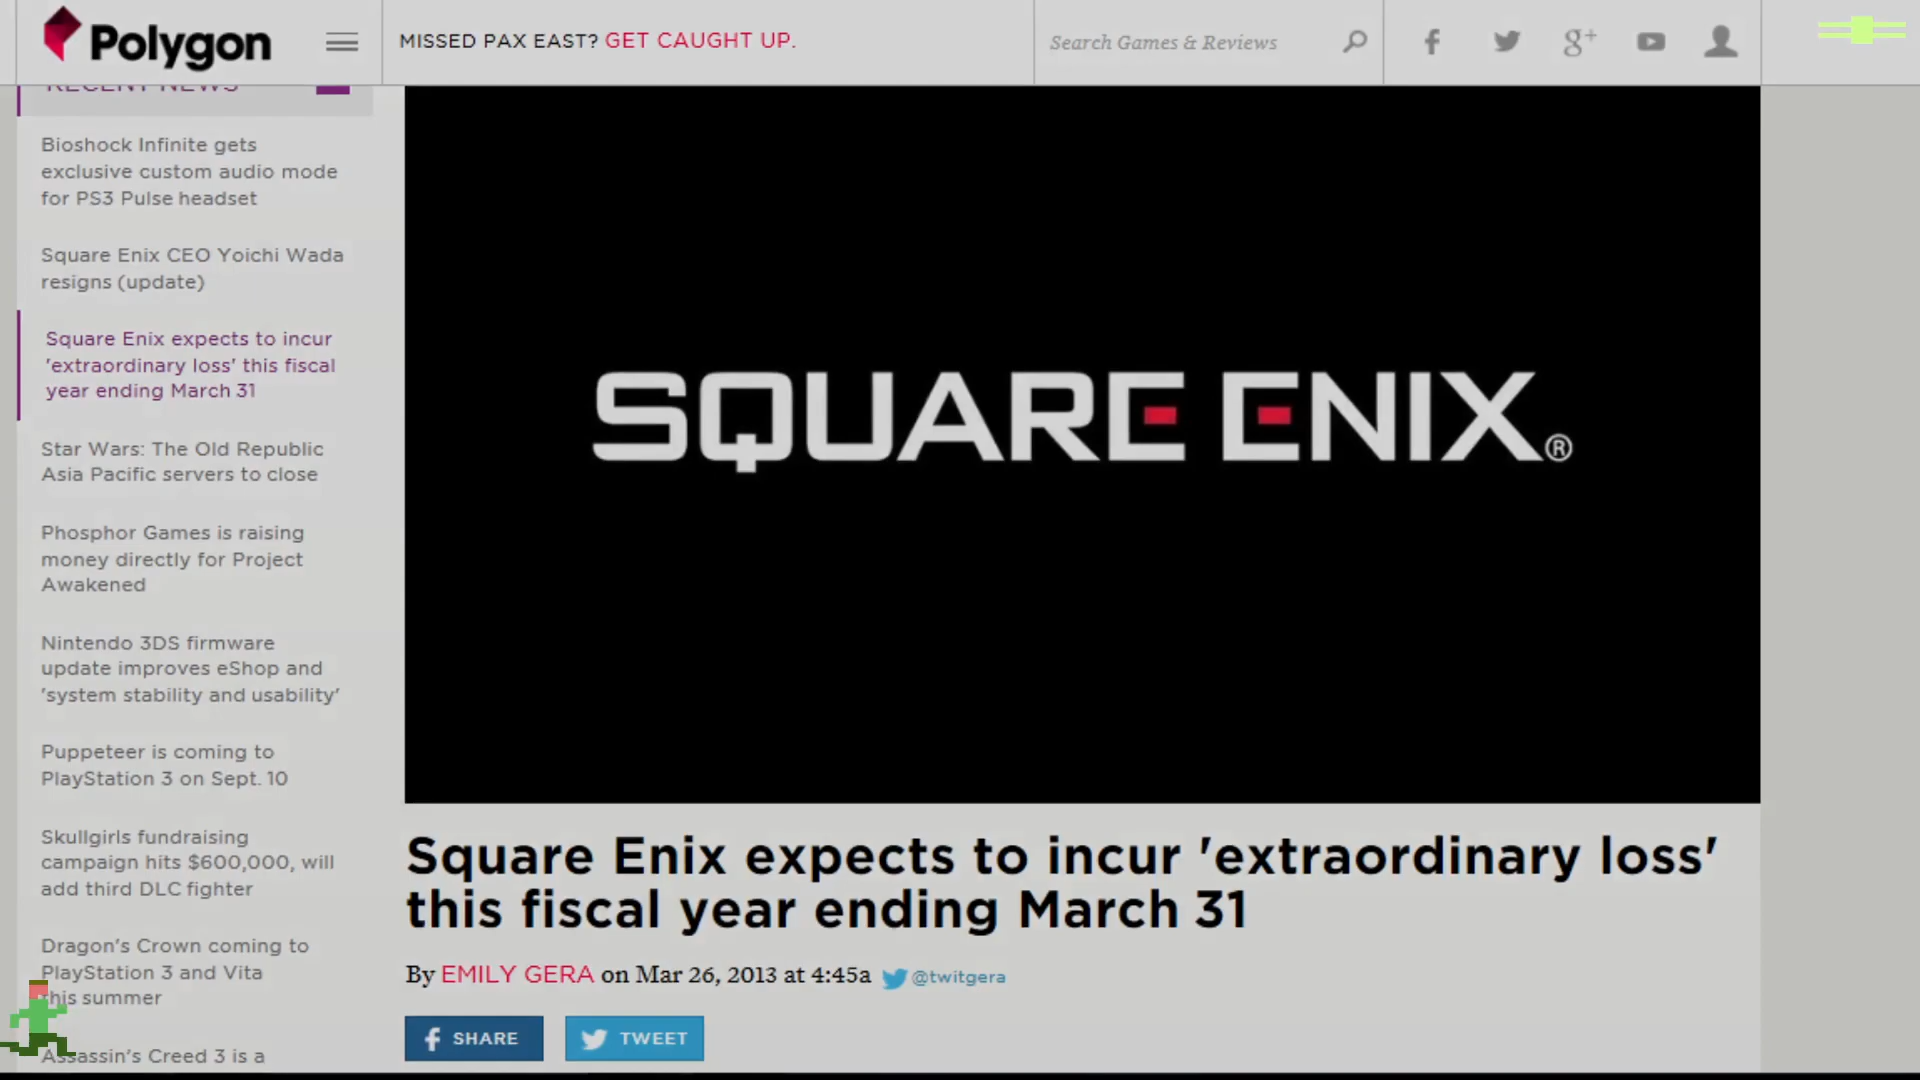 Polygon
MISSED PAX EAST? GET CAUGHT UP.
Search Games & Reviews
g+
RECENT NEWS
Bioshock Infinite gets
exclusive custom audio mode
for PS3 Pulse headset
Square Enix CEO Yoichi Wada
resigns (update)
Square Enix expects to incur
'extraordinary loss' this fiscal
year ending March 31
Star Wars: The Old Republic
Asia Pacific servers to close
Phosphor Games is raising
money directly for Project
Awakened
Nintendo 3DS firmware
update improves eShop and
'system stability and usability'
Puppeteer is coming to
PlayStation 3 on Sept. 10
Skullgirls fundraising
campaign hits $600,000, will
add third DLC fighter
Dragon's Crown coming to
PlayStation 3 and Vita
this summer
Assassin's Creed 3 is a
SQUARE ENIX®
Square Enix expects to incur 'extraordinary loss'
this fiscal year ending March 31
By EMILY GERA on Mar 26, 2013 at 4:45a @twitgera
SHARE
TWEET